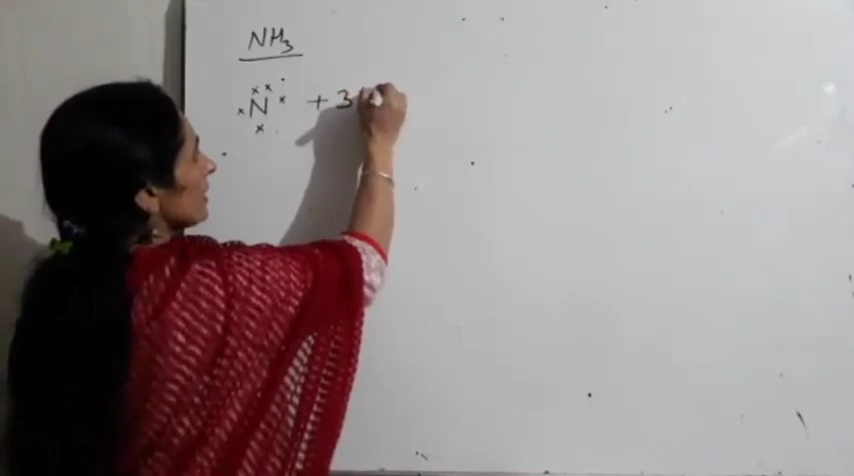 NH₃
×× × N × × + 3